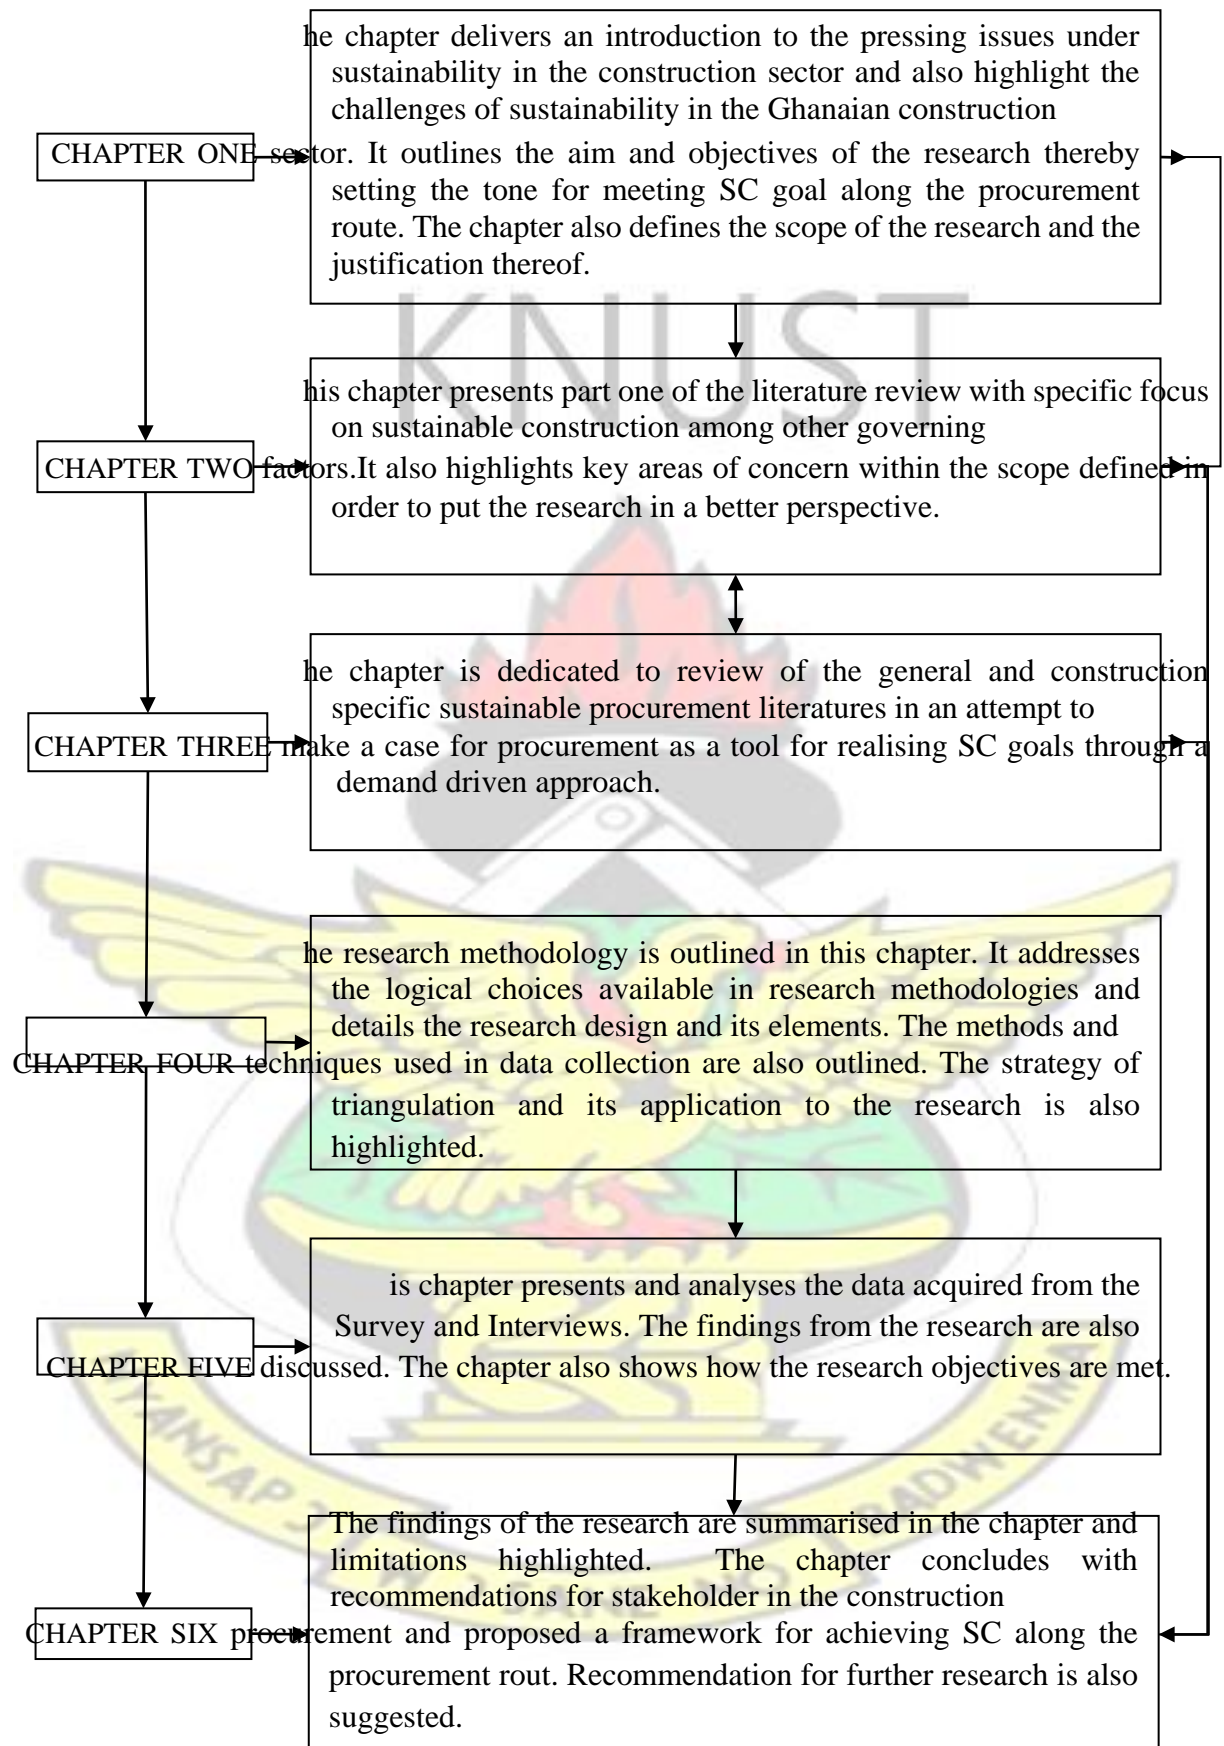 he chapter delivers an introduction to the pressing issues under
sustainability in the construction sector and also highlight the
challenges of sustainability in the Ghanaian construction
CHAPTER ONE sector. It outlines the aim and objectives of the research thereby
setting the tone for meeting SC goal along the procurement
route. The chapter also defines the scope of the research and the
justification thereof.
KNUST
his chapter presents part one of the literature review with specific focus
on sustainable construction among other governing
CHAPTER TWO factors.It also highlights key areas of concern within the scope defined in
order to put the research in a better perspective.
he chapter is dedicated to review of the general and construction
specific sustainable procurement literatures in an attempt to
CHAPTER THREE make a case for procurement as a tool for realising SC goals through a
demand driven approach.
he research methodology is outlined in this chapter. It addresses
the logical choices available in research methodologies and
details the research design and its elements. The methods and
CHAPTER FOUR techniques used in data collection are also outlined. The strategy of
triangulation and its application to the research is also
highlighted.
is chapter presents and analyses the data acquired from the
Survey and Interviews. The findings from the research are also
CHAPTER FIVE discussed. The chapter also shows how the research objectives are met.
The findings of the research are summarised in the chapter and
limitations highlighted. The chapter concludes with
recommendations for stakeholder in the construction
CHAPTER SIX procurement and proposed a framework for achieving SC along the
procurement rout. Recommendation for further research is also
suggested.
SANE NO BADWENMA